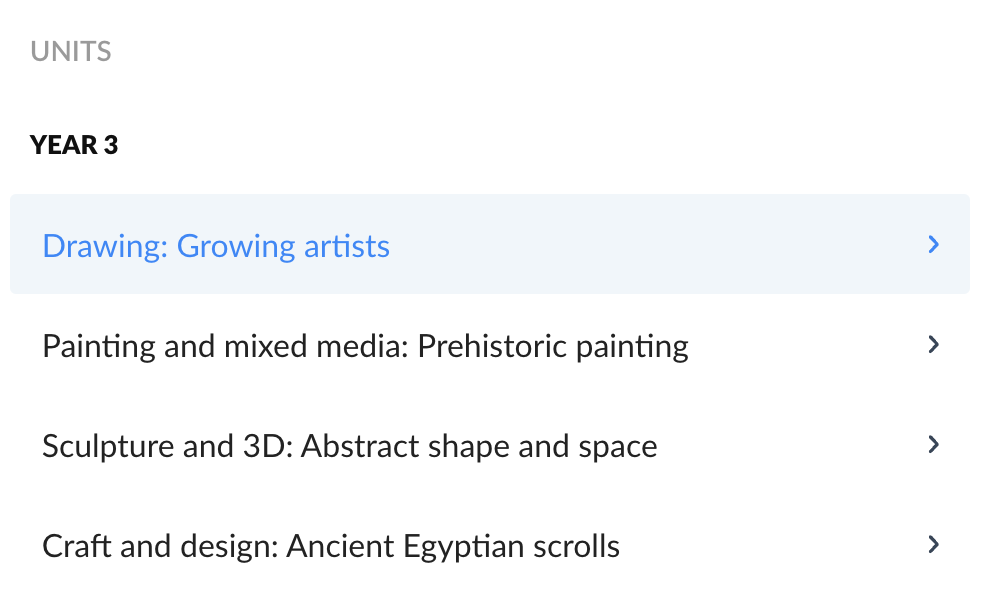 UNITS
YEAR 3
Drawing: Growing artists
Painting and mixed media: Prehistoric painting
Sculpture and 3D: Abstract shape and space
Craft and design: Ancient Egyptian scrolls